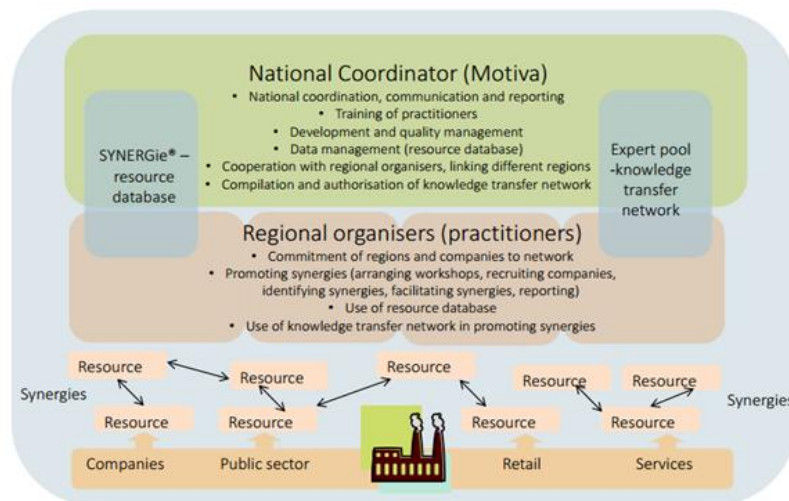 National Coordinator (Motiva)
• National coordination, communication and reporting
• Training of practitioners
• Development and quality management
• Data management (resource database)
• Cooperation with regional organisers, linking different regions
• Compilation and authorisation of knowledge transfer network
SYNERGie® –
resource
database
Expert pool
-knowledge
transfer
network
Regional organisers (practitioners)
• Commitment of regions and companies to network
• Promoting synergies (arranging workshops, recruiting companies,
identifying synergies, facilitating synergies, reporting)
• Use of resource database
• Use of knowledge transfer network in promoting synergies
Resource
Resource
Resource
Resource
Resource
Synergies
Synergies
Resource
Resource
Resource
Resource
Companies
Public sector
Retail
Services